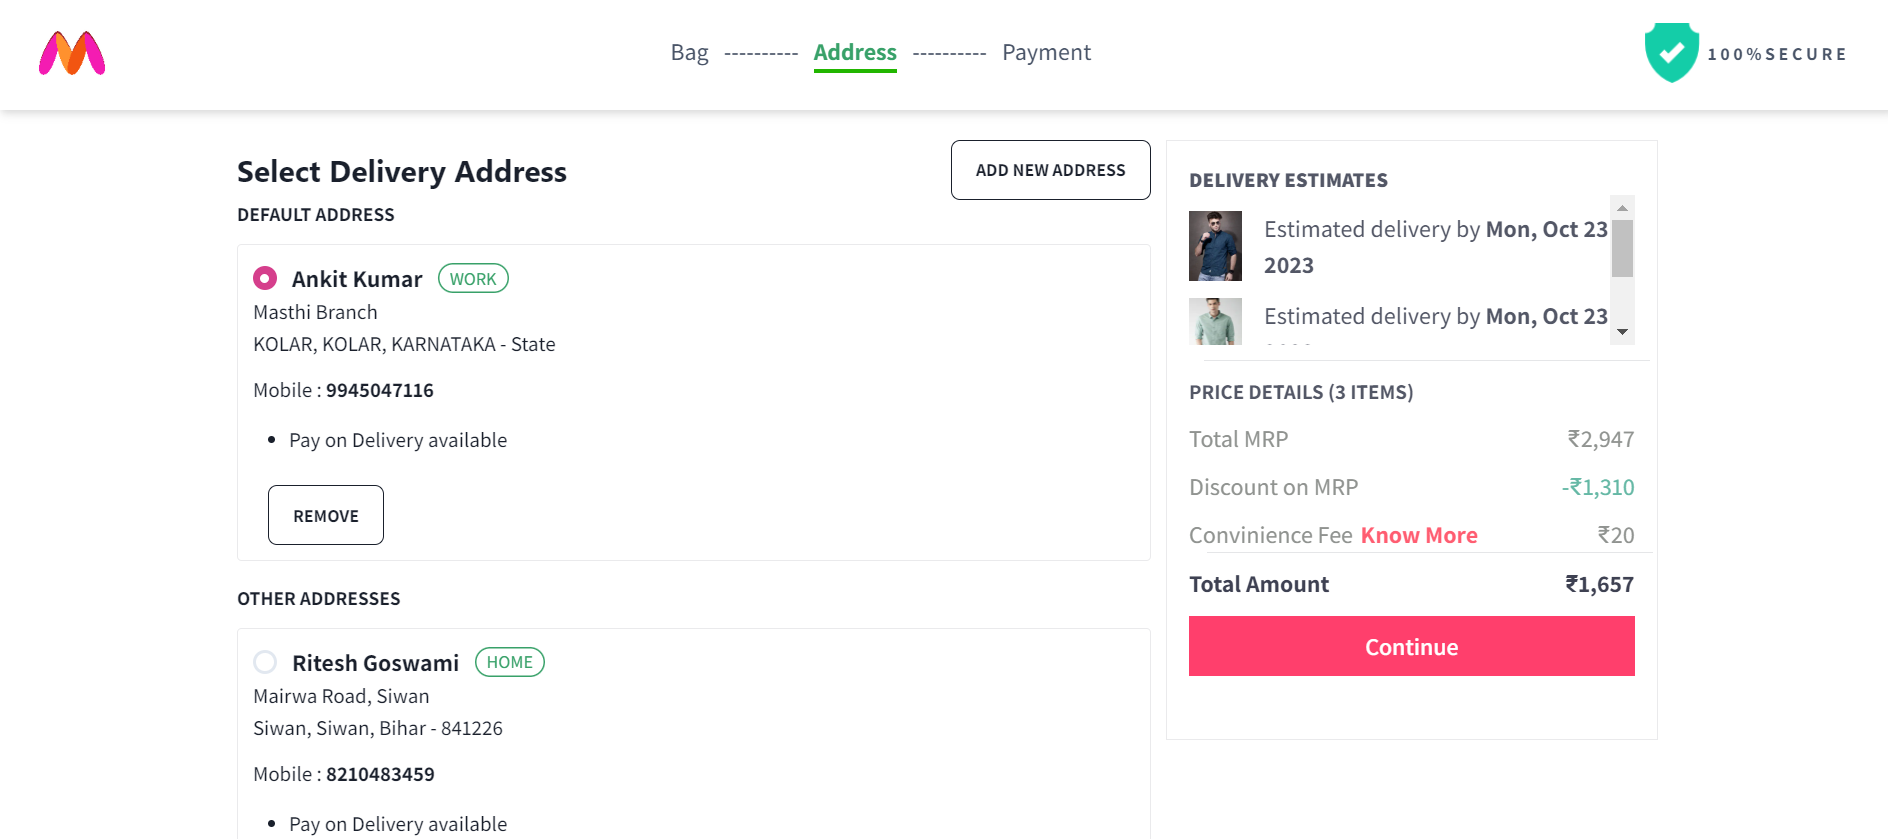 Bag ---------- Address ---------- Payment
100%SECURE
Select Delivery Address
ADD NEW ADDRESS
DEFAULT ADDRESS
Ankit Kumar WORK
Masthi Branch
KOLAR, KOLAR, KARNATAKA - State
Mobile : 9945047116
• Pay on Delivery available
REMOVE
OTHER ADDRESSES
Ritesh Goswami HOME
Mairwa Road, Siwan
Siwan, Siwan, Bihar - 841226
Mobile : 8210483459
• Pay on Delivery available
DELIVERY ESTIMATES
Estimated delivery by Mon, Oct 23
2023
Estimated delivery by Mon, Oct 23
PRICE DETAILS (3 ITEMS)
Total MRP ₹2,947
Discount on MRP -₹1,310
Convinience Fee Know More ₹20
Total Amount ₹1,657
Continue